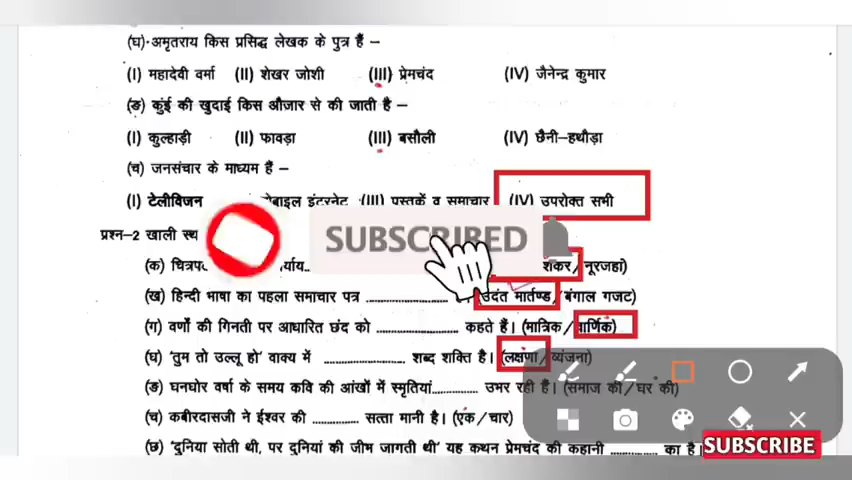 (घ) अमृतराय किस प्रसिद्ध लेखक के पुत्र हैं –
(I) महादेवी वर्मा (II) शेखर जोशी (III) प्रेमचंद (IV) जैनेन्द्र कुमार
(ङ) कुंई की खुदाई किस औजार से की जाती है –
(I) कुल्हाड़ी (II) फावड़ा (III) बसौली (IV) छैनी–हथौड़ा
(च) जनसंचार के माध्यम हैं –
(I) टेलीविजन इंटरनेट (III) पुस्तकें व समाचार (IV) उपरोक्त सभी
प्रश्न–2 खाली
SUBSCRIBED
(क) नूरजहां)
(ख) हिन्दी भाषा का पहला समाचार पत्र .................. (उदंत मार्तण्ड/बंगाल गजट)
(ग) वर्णों की गिनती पर आधारित छंद को .................. कहते हैं। (मात्रिक/वार्णिक)
(घ) 'तुम तो उल्लू हो' वाक्य में .................. शब्द शक्ति है। (लक्षणा/व्यंजना)
(ङ) घनघोर वर्षा के समय कवि की आंखों में स्मृतियां............ उभर रही हैं। (समाज की/घर की)
(च) कबीरदासजी ने ईश्वर की ............ सत्ता मानी है। (एक/चार)
(छ) 'दुनिया सोती थी, पर दुनियां की जीभ जागती थी' यह कथन प्रेमचंद की कहानी ............ का है।
SUBSCRIBE